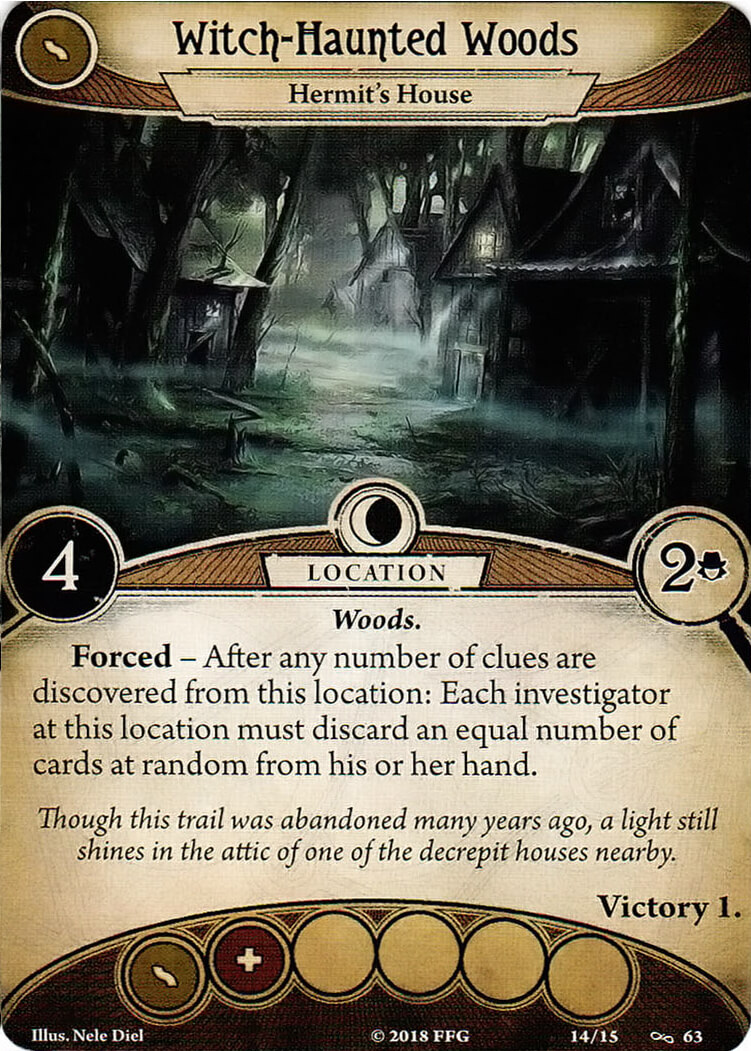 Witch-Haunted Woods
Hermit's House
4
2
LOCATION
Woods.
Forced – After any number of clues are
discovered from this location: Each investigator
at this location must discard an equal number of
cards at random from his or her hand.
Though this trail was abandoned many years ago, a light still
shines in the attic of one of the decrepit houses nearby.
Victory 1.
Illus. Nele Diel © 2018 FFG 14/15 63